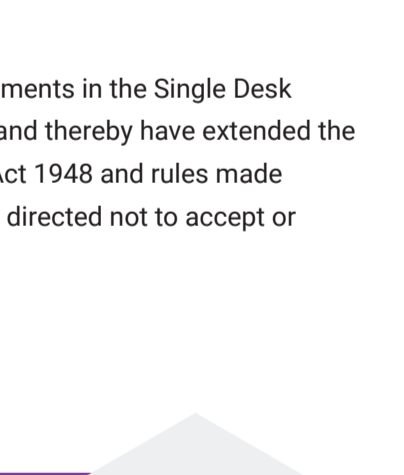 ments in the Single Desk
and thereby have extended the
Act 1948 and rules made
directed not to accept or